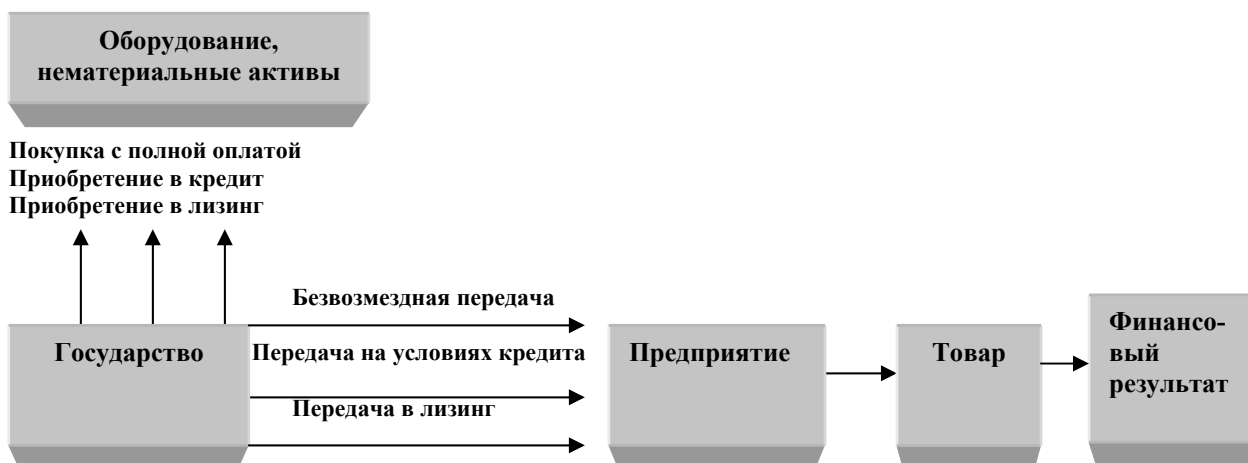 Оборудование,
нематериальные активы
Покупка с полной оплатой
Приобретение в кредит
Приобретение в лизинг
Безвозмездная передача
Государство
Передача на условиях кредита
Передача в лизинг
Предприятие
Товар
Финансо-
вый
результат